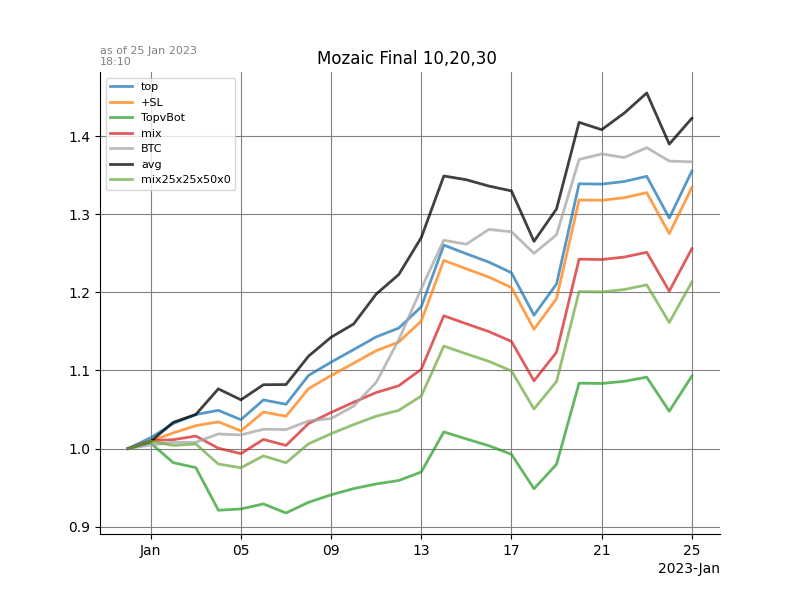 as of 25 Jan 2023
18:10
Mozaic Final 10,20,30
top
+SL
TopvBot
mix
BTC
avg
mix25x25x50x0
1.4
1.3
1.2
1.1
1.0
0.9
Jan 05 09 13 17 21 25
2023-Jan